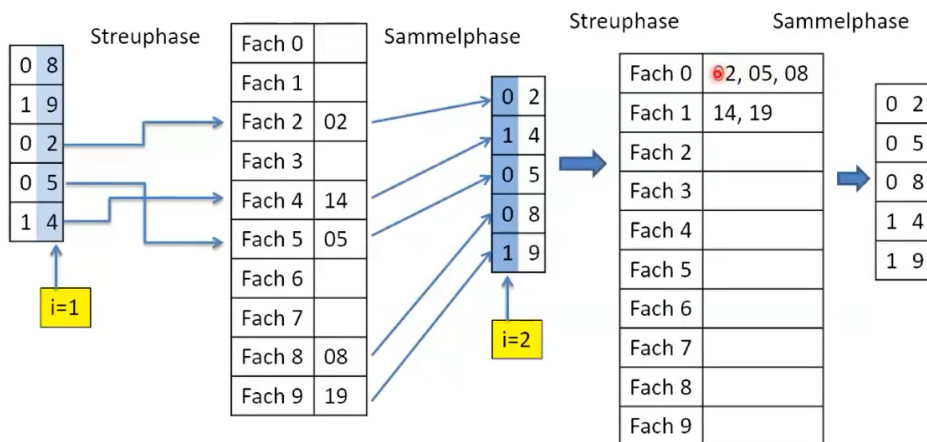 Streuphase
Sammelphase
Streuphase
Sammelphase
0 8
1 9
0 2
0 5
1 4
i=1
Fach 0
Fach 1
Fach 2 02
Fach 3
Fach 4 14
Fach 5 05
Fach 6
Fach 7
Fach 8 08
Fach 9 19
0 2
1 4
0 5
0 8
1 9
i=2
Fach 0 02, 05, 08
Fach 1 14, 19
Fach 2
Fach 3
Fach 4
Fach 5
Fach 6
Fach 7
Fach 8
Fach 9
0 2
0 5
0 8
1 4
1 9